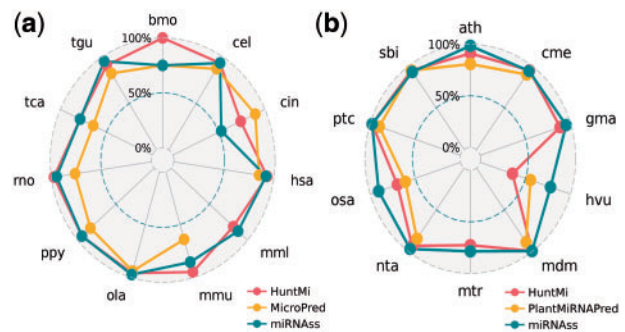 (a)
bmo
100%
tgu
cel
50%
tca
cin
0%
rno
hsa
ppy
mml
ola
mmu
HuntMi
MicroPred
miRNAss
(b)
ath
100%
sbi
cme
50%
ptc
gma
0%
osa
hvu
nta
mdm
mtr
HuntMi
PlantMiRNAPred
miRNAss